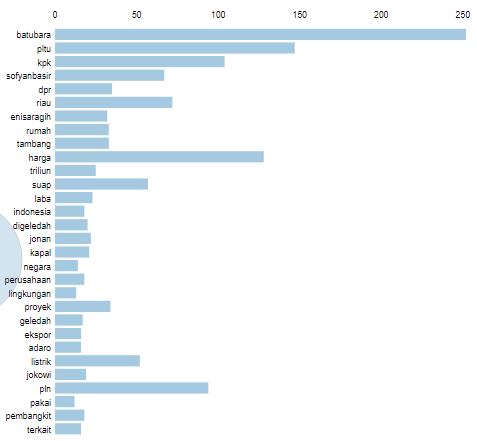 0 50 100 150 200 250
batubara
pltu
kpk
sofyanbasir
dpr
riau
enisaragih
rumah
tambang
harga
triliun
suap
laba
indonesia
digeledah
jonan
kapal
negara
perusahaan
lingkungan
proyek
geledah
ekspor
adaro
listrik
jokowi
pln
pakai
pembangkit
terkait